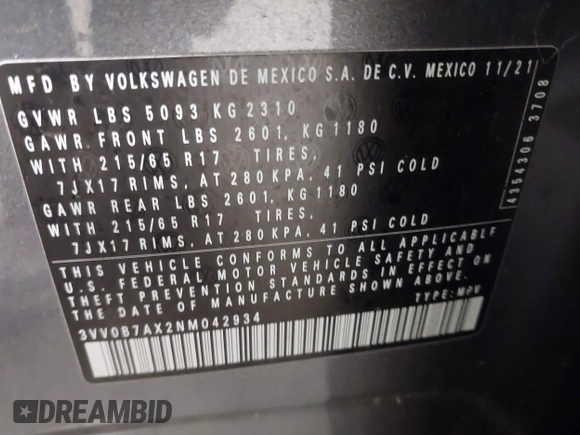 MFD BY VOLKSWAGEN DE MEXICO S.A. DE C.V. MEXICO 11/21
GVWR LBS 5093 KG 2310
GAWR FRONT LBS 2601, KG 1180
WITH 215/65 R17 TIRES,
7JX17 RIMS, AT 280 KPA, 41 PSI COLD
GAWR REAR LBS 2601, KG 1180
WITH 215/65 R17 TIRES,
7JX17 RIMS, AT 280 KPA, 41 PSI COLD
THIS VEHICLE CONFORMS TO ALL APPLICABLE
U.S. FEDERAL MOTOR VEHICLE SAFETY AND
THEFT PREVENTION STANDARDS IN EFFECT ON
THE DATE OF MANUFACTURE SHOWN ABOVE.
3VV0B7AX2NM042934 TYPE: MPV
4354306 3708
DREAMBID